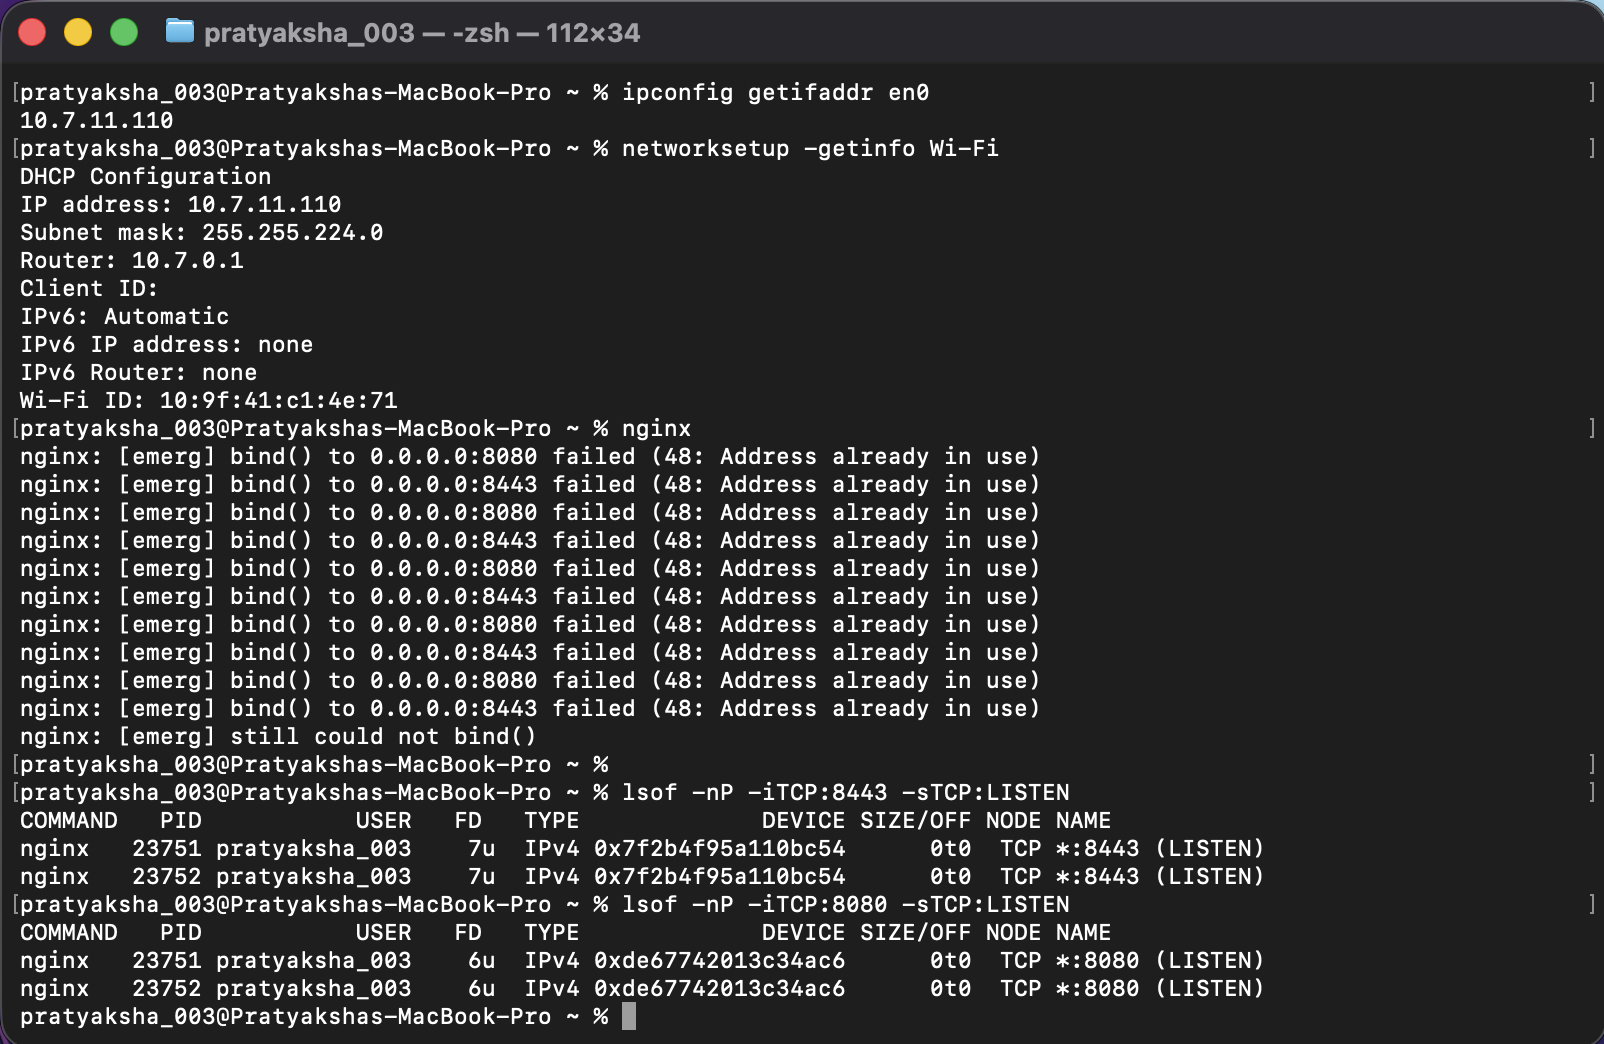 pratyaksha_003 — -zsh — 112×34
[pratyaksha_003@Pratyakshas-MacBook-Pro ~ % ipconfig getifaddr en0 ]
10.7.11.110
[pratyaksha_003@Pratyakshas-MacBook-Pro ~ % networksetup -getinfo Wi-Fi ]
DHCP Configuration
IP address: 10.7.11.110
Subnet mask: 255.255.224.0
Router: 10.7.0.1
Client ID:
IPv6: Automatic
IPv6 IP address: none
IPv6 Router: none
Wi-Fi ID: 10:9f:41:c1:4e:71
[pratyaksha_003@Pratyakshas-MacBook-Pro ~ % nginx ]
nginx: [emerg] bind() to 0.0.0.0:8080 failed (48: Address already in use)
nginx: [emerg] bind() to 0.0.0.0:8443 failed (48: Address already in use)
nginx: [emerg] bind() to 0.0.0.0:8080 failed (48: Address already in use)
nginx: [emerg] bind() to 0.0.0.0:8443 failed (48: Address already in use)
nginx: [emerg] bind() to 0.0.0.0:8080 failed (48: Address already in use)
nginx: [emerg] bind() to 0.0.0.0:8443 failed (48: Address already in use)
nginx: [emerg] bind() to 0.0.0.0:8080 failed (48: Address already in use)
nginx: [emerg] bind() to 0.0.0.0:8443 failed (48: Address already in use)
nginx: [emerg] bind() to 0.0.0.0:8080 failed (48: Address already in use)
nginx: [emerg] bind() to 0.0.0.0:8443 failed (48: Address already in use)
nginx: [emerg] still could not bind()
[pratyaksha_003@Pratyakshas-MacBook-Pro ~ % ]
[pratyaksha_003@Pratyakshas-MacBook-Pro ~ % lsof -nP -iTCP:8443 -sTCP:LISTEN ]
COMMAND   PID           USER   FD   TYPE             DEVICE SIZE/OFF NODE NAME
nginx   23751 pratyaksha_003    7u  IPv4 0x7f2b4f95a110bc54      0t0  TCP *:8443 (LISTEN)
nginx   23752 pratyaksha_003    7u  IPv4 0x7f2b4f95a110bc54      0t0  TCP *:8443 (LISTEN)
[pratyaksha_003@Pratyakshas-MacBook-Pro ~ % lsof -nP -iTCP:8080 -sTCP:LISTEN ]
COMMAND   PID           USER   FD   TYPE             DEVICE SIZE/OFF NODE NAME
nginx   23751 pratyaksha_003    6u  IPv4 0xde67742013c34ac6      0t0  TCP *:8080 (LISTEN)
nginx   23752 pratyaksha_003    6u  IPv4 0xde67742013c34ac6      0t0  TCP *:8080 (LISTEN)
pratyaksha_003@Pratyakshas-MacBook-Pro ~ %